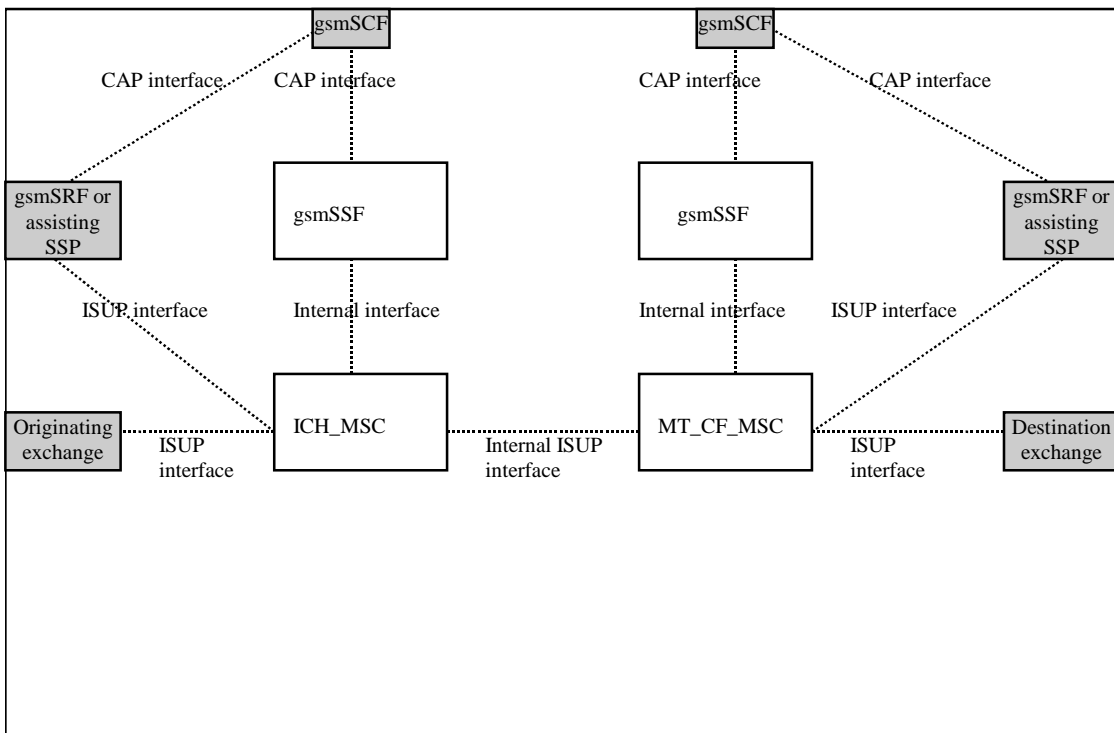 gsmSCF
gsmSCF
CAP interface
CAP interface
CAP interface
CAP interface
gsmSRF or
assisting
SSP
gsmSSF
gsmSSF
gsmSRF or
assisting
SSP
ISUP interface
Internal interface
Internal interface
ISUP interface
Originating
exchange
ISUP
interface
ICH_MSC
Internal ISUP
interface
MT_CF_MSC
ISUP
interface
Destination
exchange